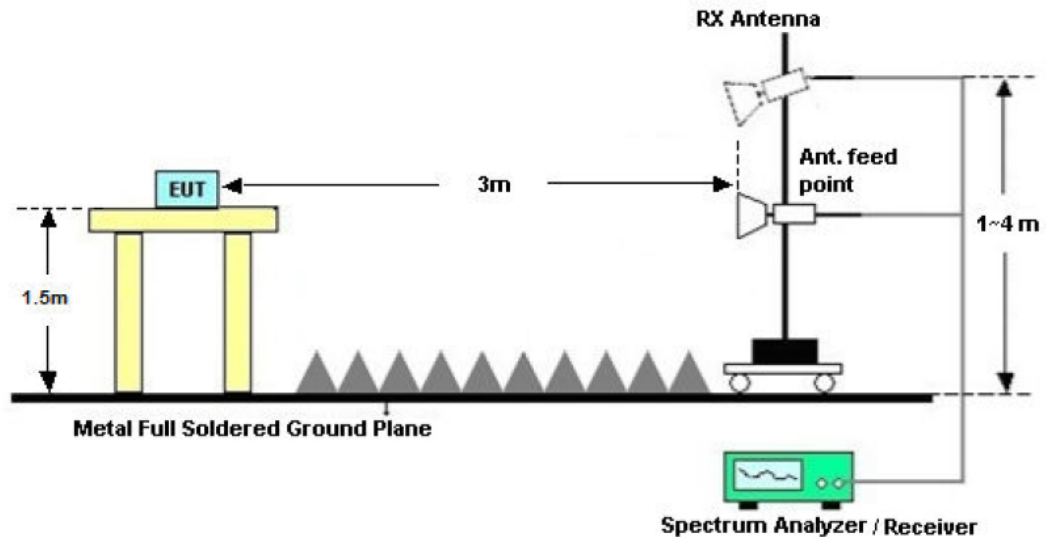 RX Antenna
Ant. feed
point
EUT
3m
1~4 m
1.5m
Metal Full Soldered Ground Plane
Spectrum Analyzer / Receiver